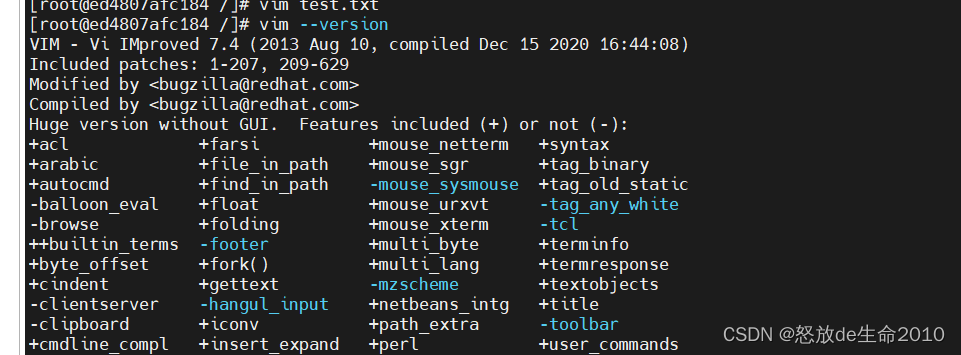 [root@ed4807afc184 /]# vim test.txt
[root@ed4807afc184 /]# vim --version
VIM - Vi IMproved 7.4 (2013 Aug 10, compiled Dec 15 2020 16:44:08)
Included patches: 1-207, 209-629
Modified by <bugzilla@redhat.com>
Compiled by <bugzilla@redhat.com>
Huge version without GUI.  Features included (+) or not (-):
+acl             +farsi           +mouse_netterm   +syntax
+arabic          +file_in_path    +mouse_sgr       +tag_binary
+autocmd         +find_in_path    -mouse_sysmouse  +tag_old_static
-balloon_eval    +float           +mouse_urxvt     -tag_any_white
-browse          +folding         +mouse_xterm     -tcl
++builtin_terms  -footer          +multi_byte      +terminfo
+byte_offset     +fork()          +multi_lang      +termresponse
+cindent         +gettext         -mzscheme        +textobjects
-clientserver    -hangul_input    +netbeans_intg   +title
-clipboard       +iconv           +path_extra      -toolbar
+cmdline_compl   +insert_expand   +perl            +user_commands
CSDN @怒放de生命2010